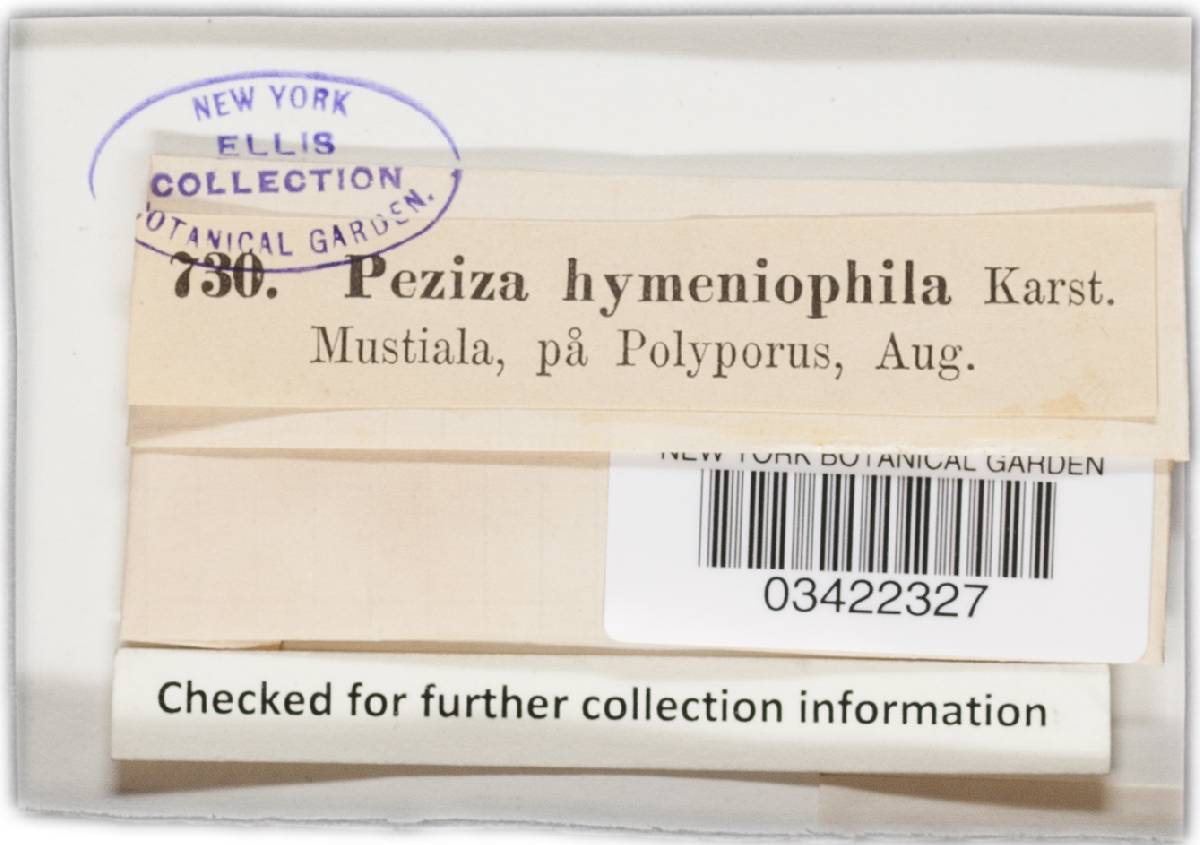 NEW YORK
ELLIS
COLLECTION
BOTANICAL GARDEN.
730. Peziza hymeniophila Karst.
Mustiala, på Polyporus, Aug.
NEW YORK BOTANICAL GARDEN
03422327
Checked for further collection information